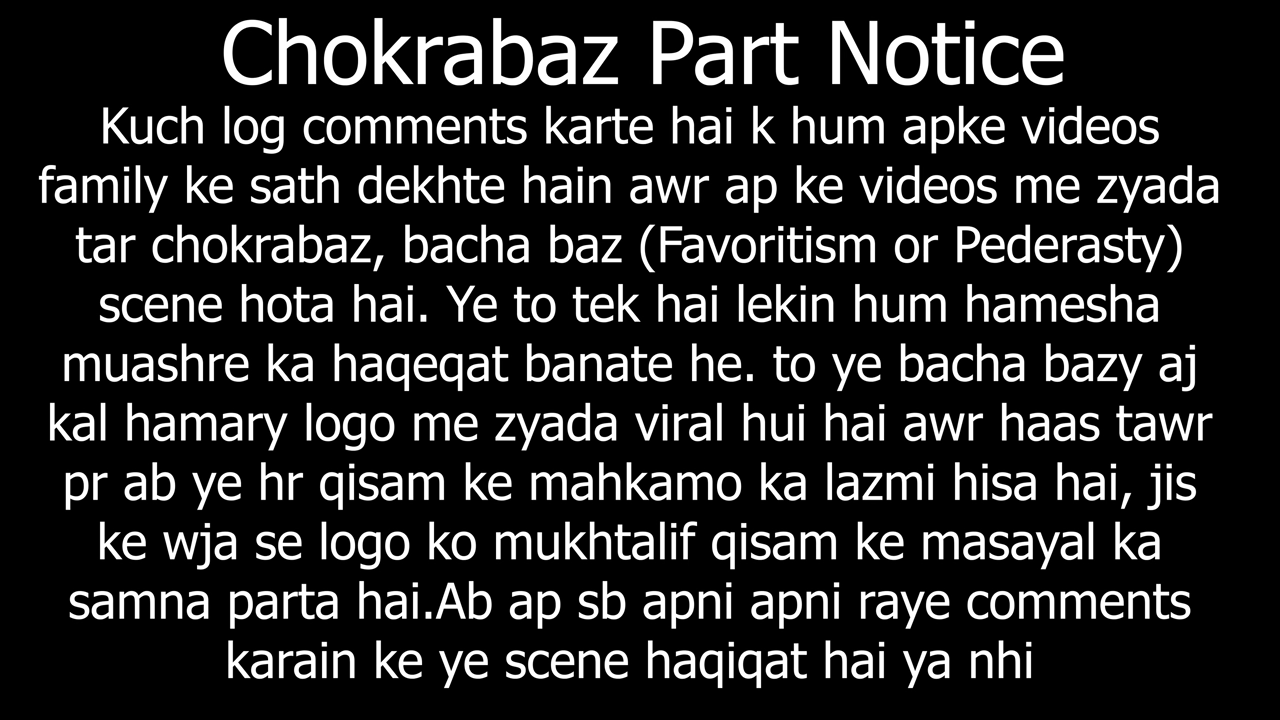 Chokrabaz Part Notice
Kuch log comments karte hai k hum apke videos
family ke sath dekhte hain awr ap ke videos me zyada
tar chokrabaz, bacha baz (Favoritism or Pederasty)
scene hota hai. Ye to tek hai lekin hum hamesha
muashre ka haqeqat banate he. to ye bacha bazy aj
kal hamary logo me zyada viral hui hai awr haas tawr
pr ab ye hr qisam ke mahkamo ka lazmi hisa hai, jis
ke wja se logo ko mukhtalif qisam ke masayal ka
samna parta hai.Ab ap sb apni apni raye comments
karain ke ye scene haqiqat hai ya nhi